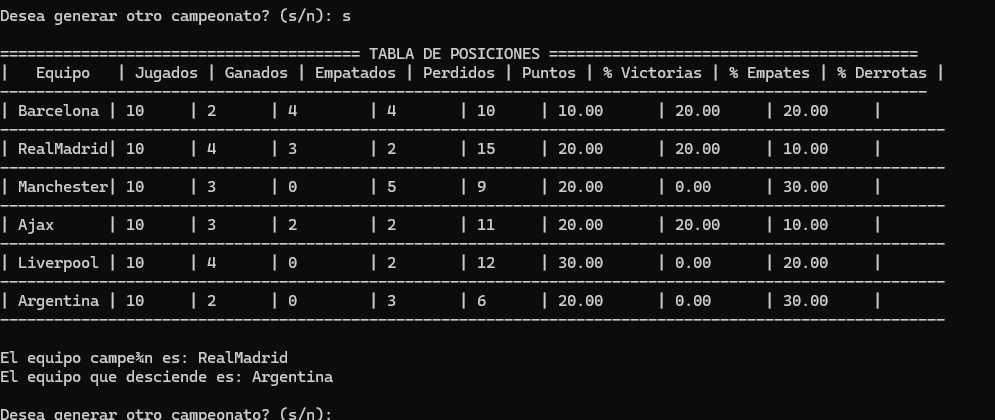 Desea generar otro campeonato? (s/n): s
======================================== TABLA DE POSICIONES =========================================
|   Equipo   | Jugados | Ganados | Empatados | Perdidos | Puntos | % Victorias | % Empates | % Derrotas |
-------------------------------------------------------------------------------------------------------
| Barcelona | 10     | 2      | 4        | 4       | 10     | 10.00      | 20.00     | 20.00     |
---------------------------------------------------------------------------------------------------------
| RealMadrid| 10     | 4      | 3        | 2       | 15     | 20.00      | 20.00     | 10.00     |
---------------------------------------------------------------------------------------------------------
| Manchester| 10     | 3      | 0        | 5       | 9      | 20.00      | 0.00      | 30.00     |
---------------------------------------------------------------------------------------------------------
| Ajax      | 10     | 3      | 2        | 2       | 11     | 20.00      | 20.00     | 10.00     |
---------------------------------------------------------------------------------------------------------
| Liverpool | 10     | 4      | 0        | 2       | 12     | 30.00      | 0.00      | 20.00     |
---------------------------------------------------------------------------------------------------------
| Argentina | 10     | 2      | 0        | 3       | 6      | 20.00      | 0.00      | 30.00     |
---------------------------------------------------------------------------------------------------------
El equipo campe¾n es: RealMadrid
El equipo que desciende es: Argentina
Desea generar otro campeonato? (s/n):